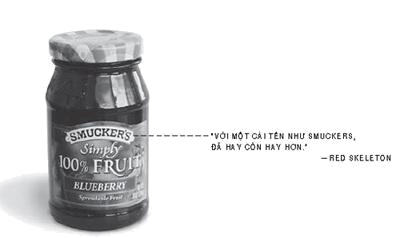 SMUCKER'S
Simply
100% FRUIT
BLUEBERRY
Spreadable Fruit
"VỚI MỘT CÁI TÊN NHƯ SMUCKERS,
ĐÃ HAY CÒN HAY HƠN."
—RED SKELETON